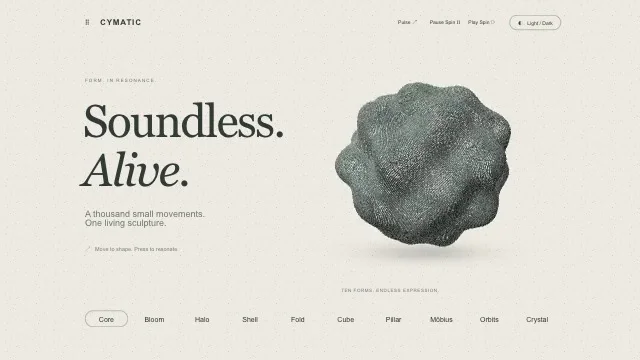 CYMATIC
Pulse
Pause Spin
Play Spin
Light / Dark
FORM. IN RESONANCE.
Soundless.
Alive.
A thousand small movements.
One living sculpture.
Move to shape. Press to resonate.
TEN FORMS. ENDLESS EXPRESSION.
Core
Bloom
Halo
Shell
Fold
Cube
Pillar
Möbius
Orbits
Crystal